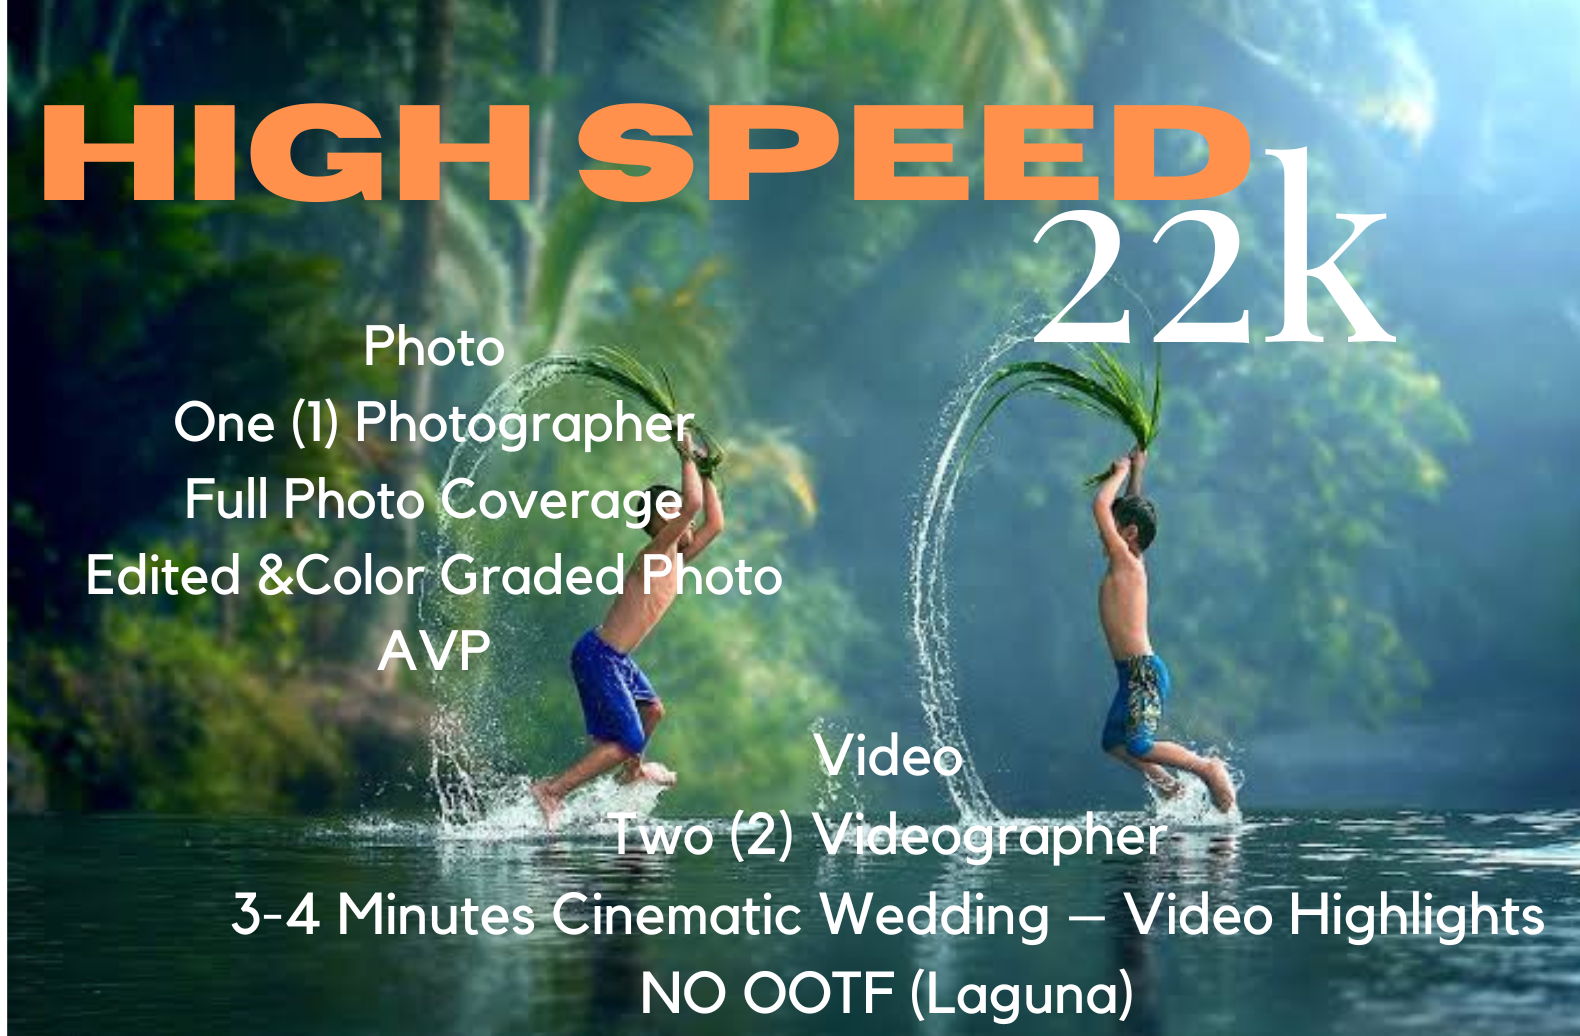 HIGH SPEED
22k
Photo
One (1) Photographer
Full Photo Coverage
Edited &Color Graded Photo
AVP
Video
Two (2) Videographer
3-4 Minutes Cinematic Wedding – Video Highlights
NO OOTF (Laguna)